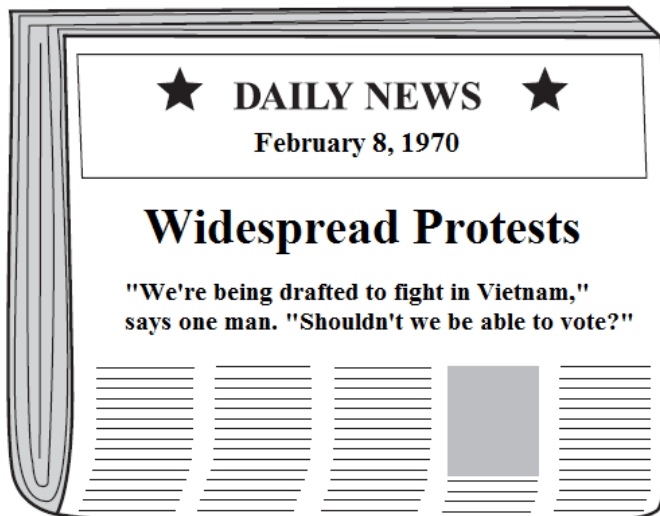 DAILY NEWS
February 8, 1970
Widespread Protests
"We're being drafted to fight in Vietnam,"
says one man. "Shouldn't we be able to vote?"